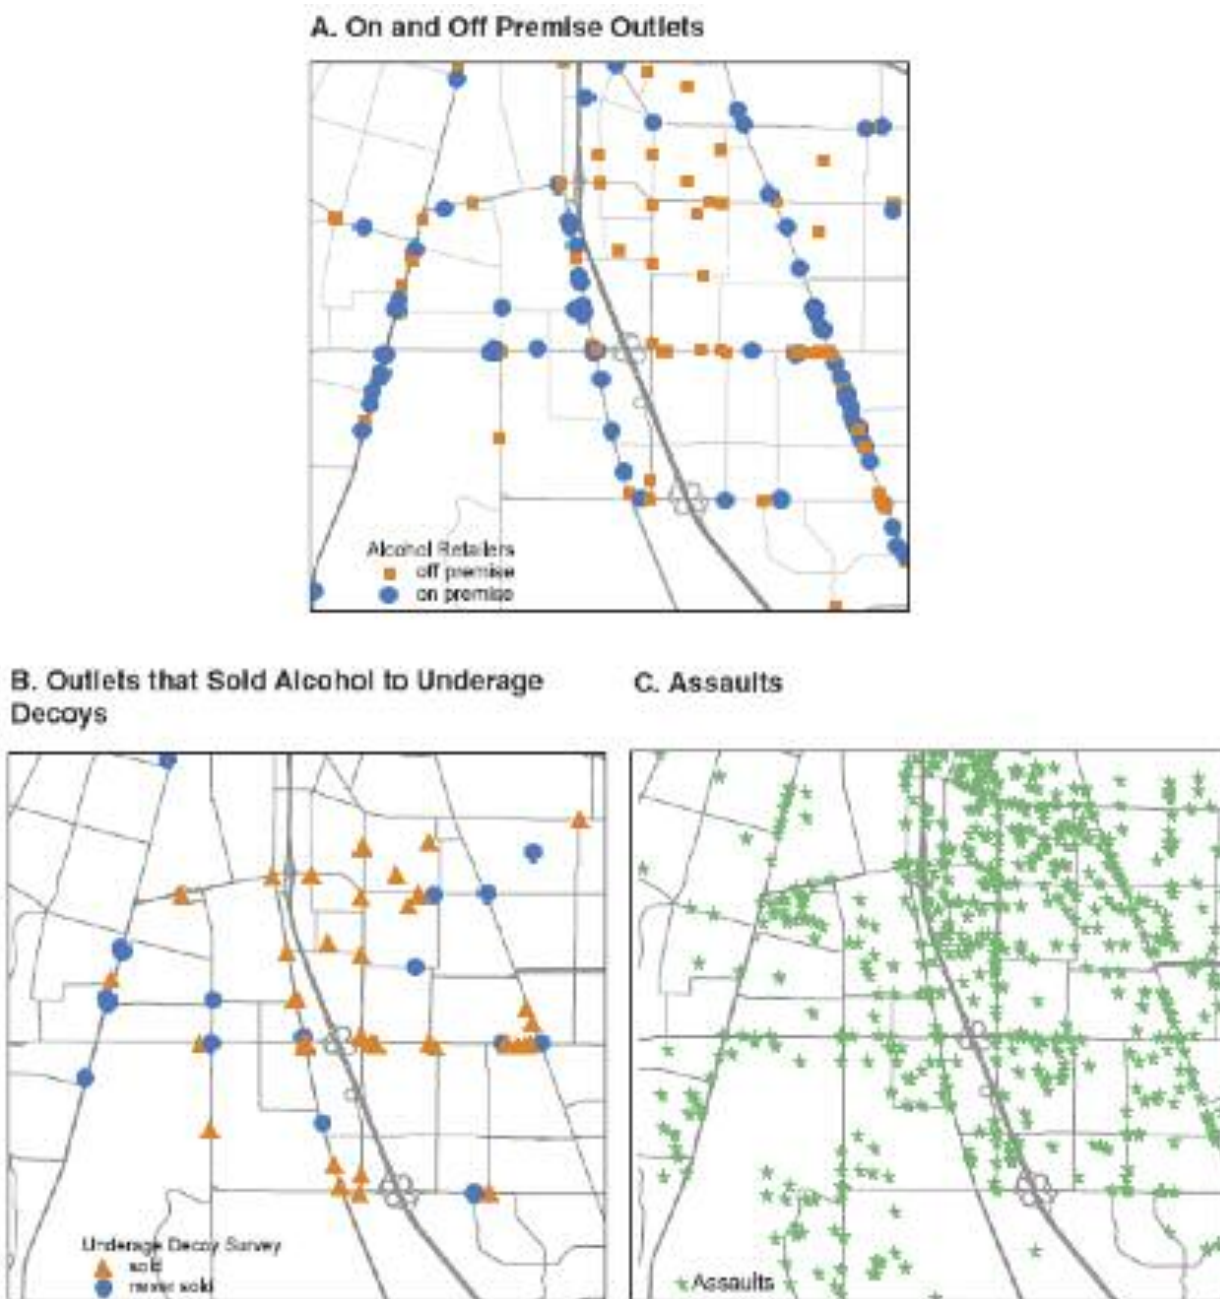 A. On and Off Premise Outlets
Alcohol Retailers
off premise
on premise
B. Outlets that Sold Alcohol to Underage
Decoys
C. Assaults
Underage Decoy Survey
sold
never sold
Assaults